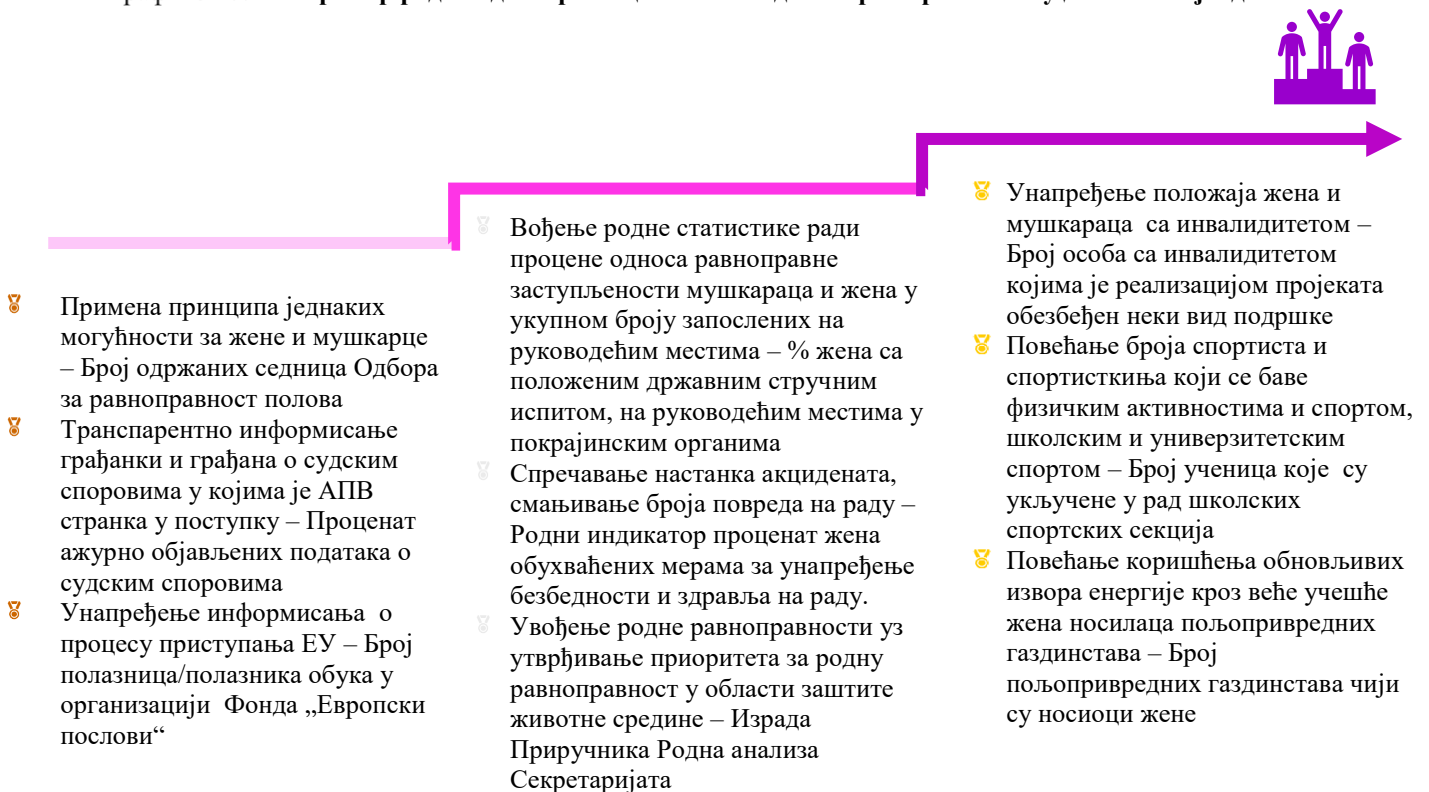 Примена принципа једнаких
могућности за жене и мушкарце
– Број одржаних седница Одбора
за равноправност полова
Транспарентно информисање
грађанки и грађана о судским
споровима у којима је АПВ
странка у поступку – Проценат
ажурно објављених података о
судским споровима
Унапређење информисања о
процесу приступања ЕУ – Број
полазница/полазника обука у
организацији Фонда „Европски
послови“
Вођење родне статистике ради
процене односа равноправне
заступљености мушкараца и жена у
укупном броју запослених на
руководећим местима – % жена са
положеним државним стручним
испитом, на руководећим местима у
покрајинским органима
Спречавање настанка акцидената,
смањивање броја повреда на раду –
Родни индикатор проценат жена
обухваћених мерама за унапређење
безбедности и здравља на раду.
Увођење родне равноправности уз
утврђивање приоритета за родну
равноправност у области заштите
животне средине – Израда
Приручника Родна анализа
Секретаријата
Унапређење положаја жена и
мушкараца са инвалидитетом –
Број особа са инвалидитетом
којима је реализацијом пројеката
обезбеђен неки вид подршке
Повећање броја спортиста и
спортисткиња који се баве
физичким активностима и спортом,
школским и универзитетским
спортом – Број ученица које су
укључене у рад школских
спортских секција
Повећање коришћења обновљивих
извора енергије кроз веће учешће
жена носилаца пољопривредних
газдинстава – Број
пољопривредних газдинстава чији
су носиоци жене